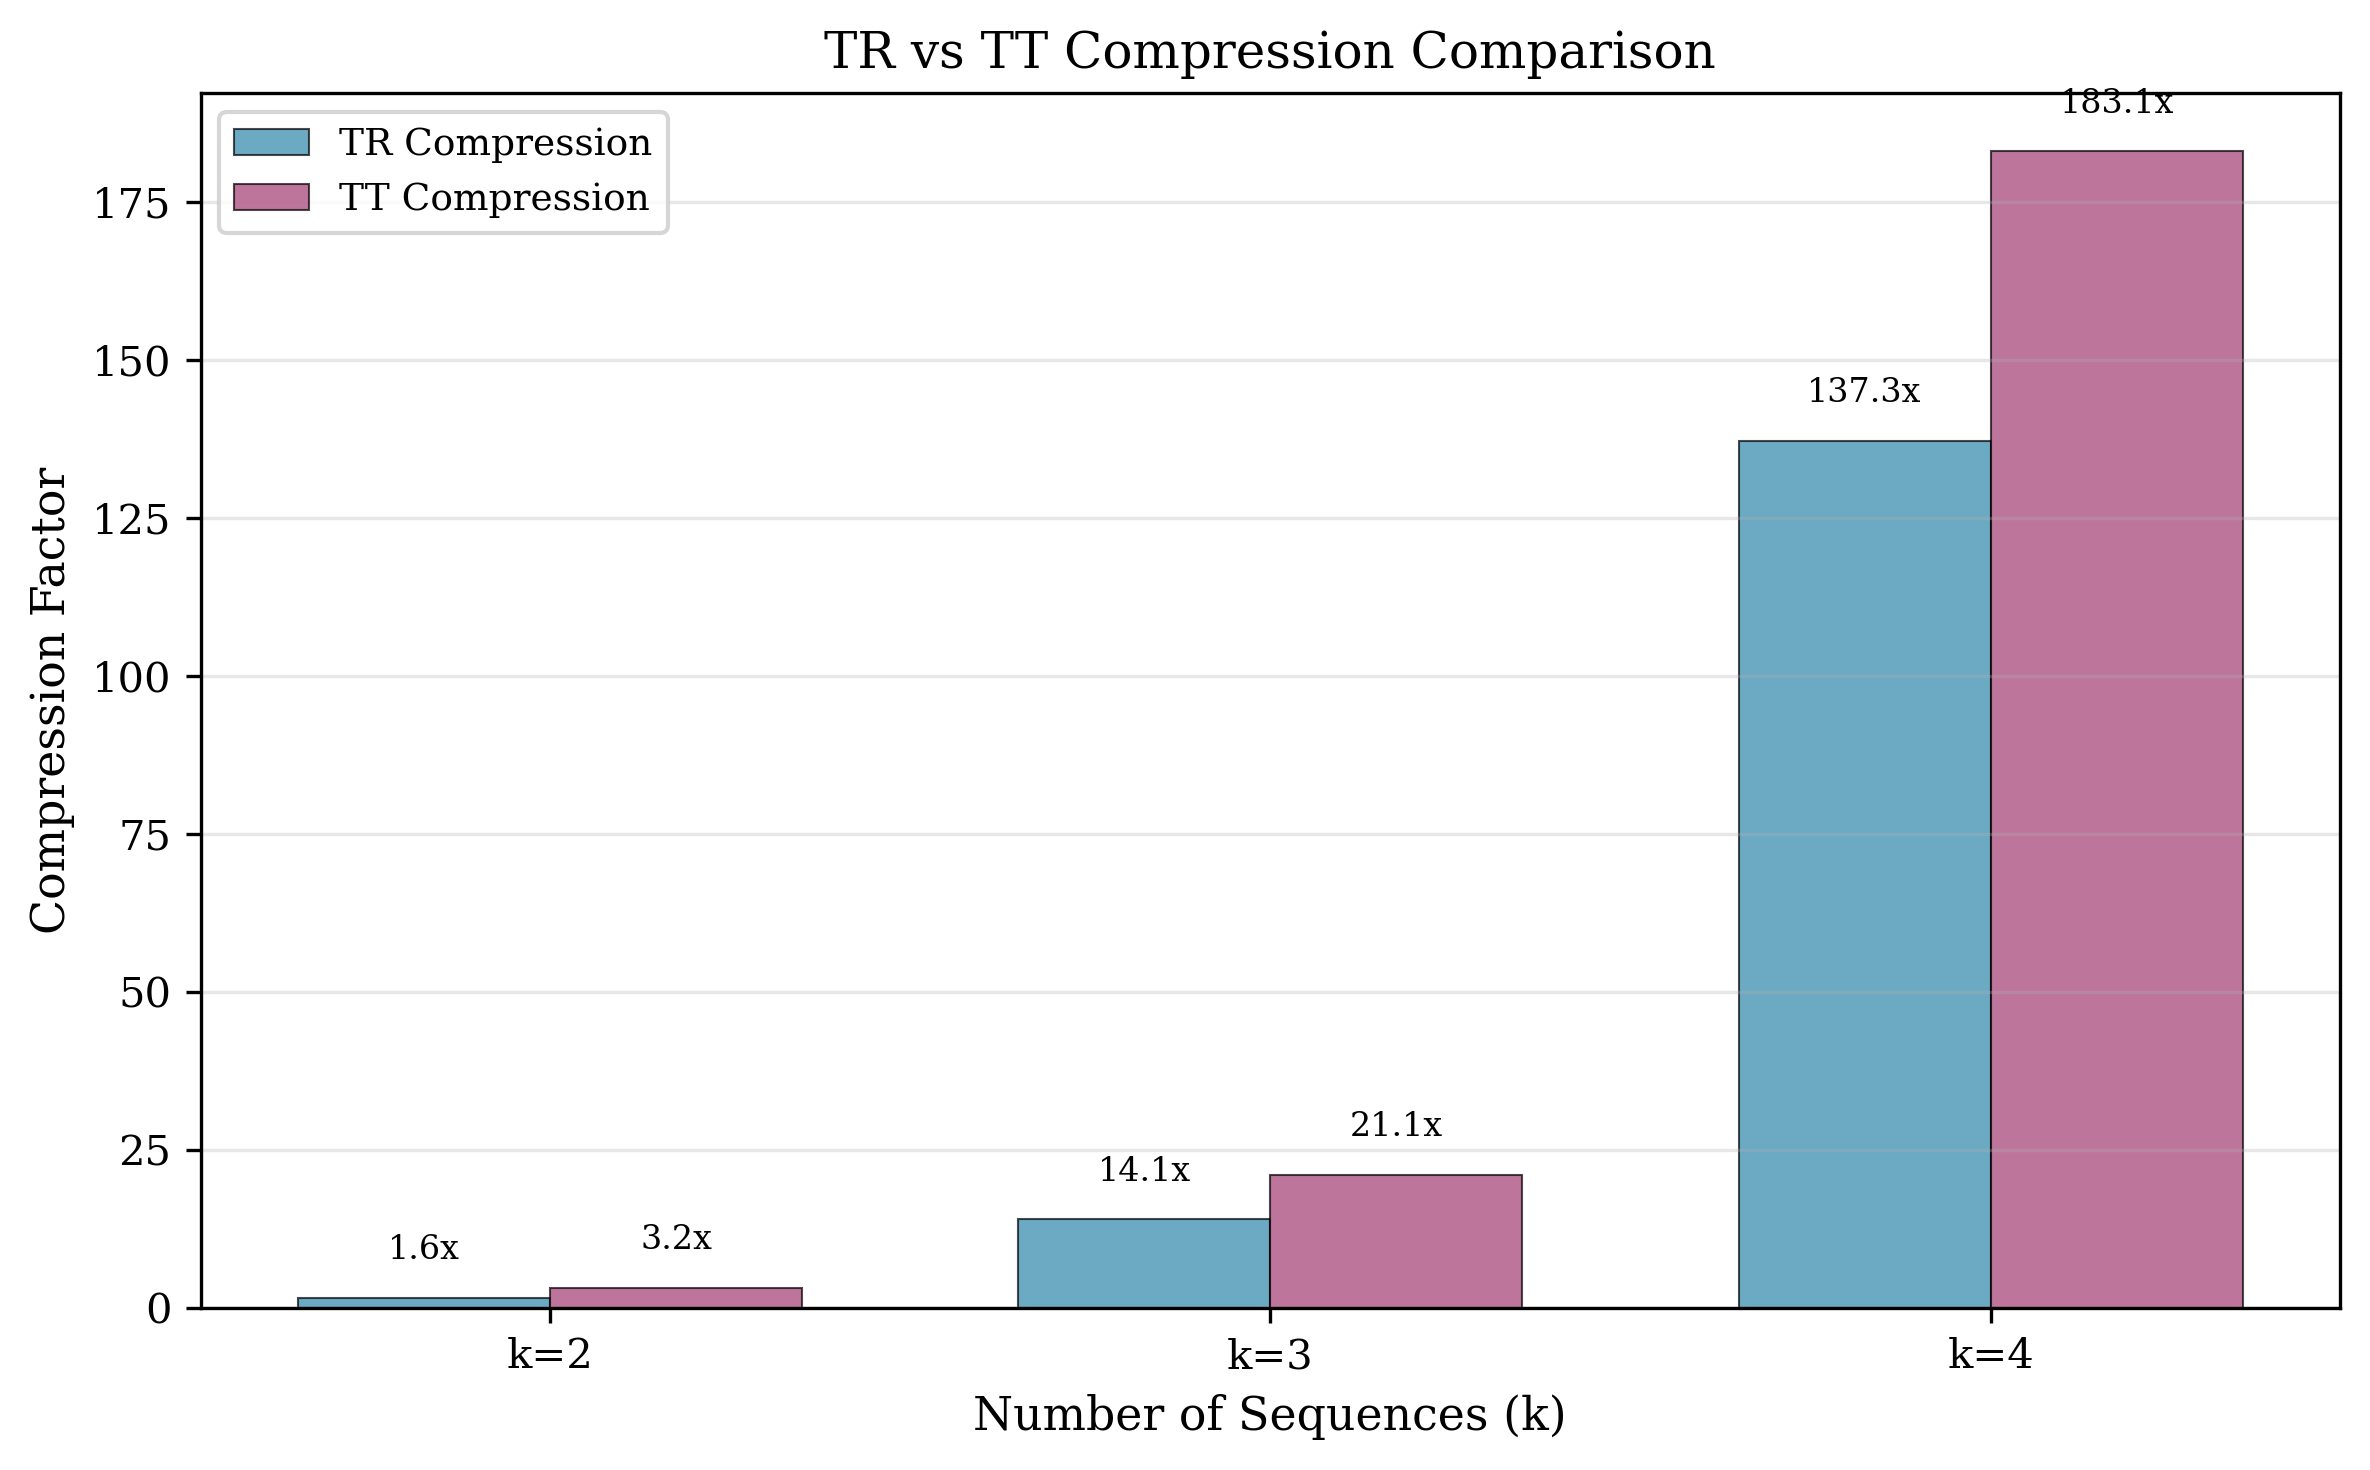 TR vs TT Compression Comparison
TR Compression
TT Compression
Compression Factor
175
150
125
100
75
50
25
0
1.6x
3.2x
14.1x
21.1x
137.3x
183.1x
k=2
k=3
k=4
Number of Sequences (k)